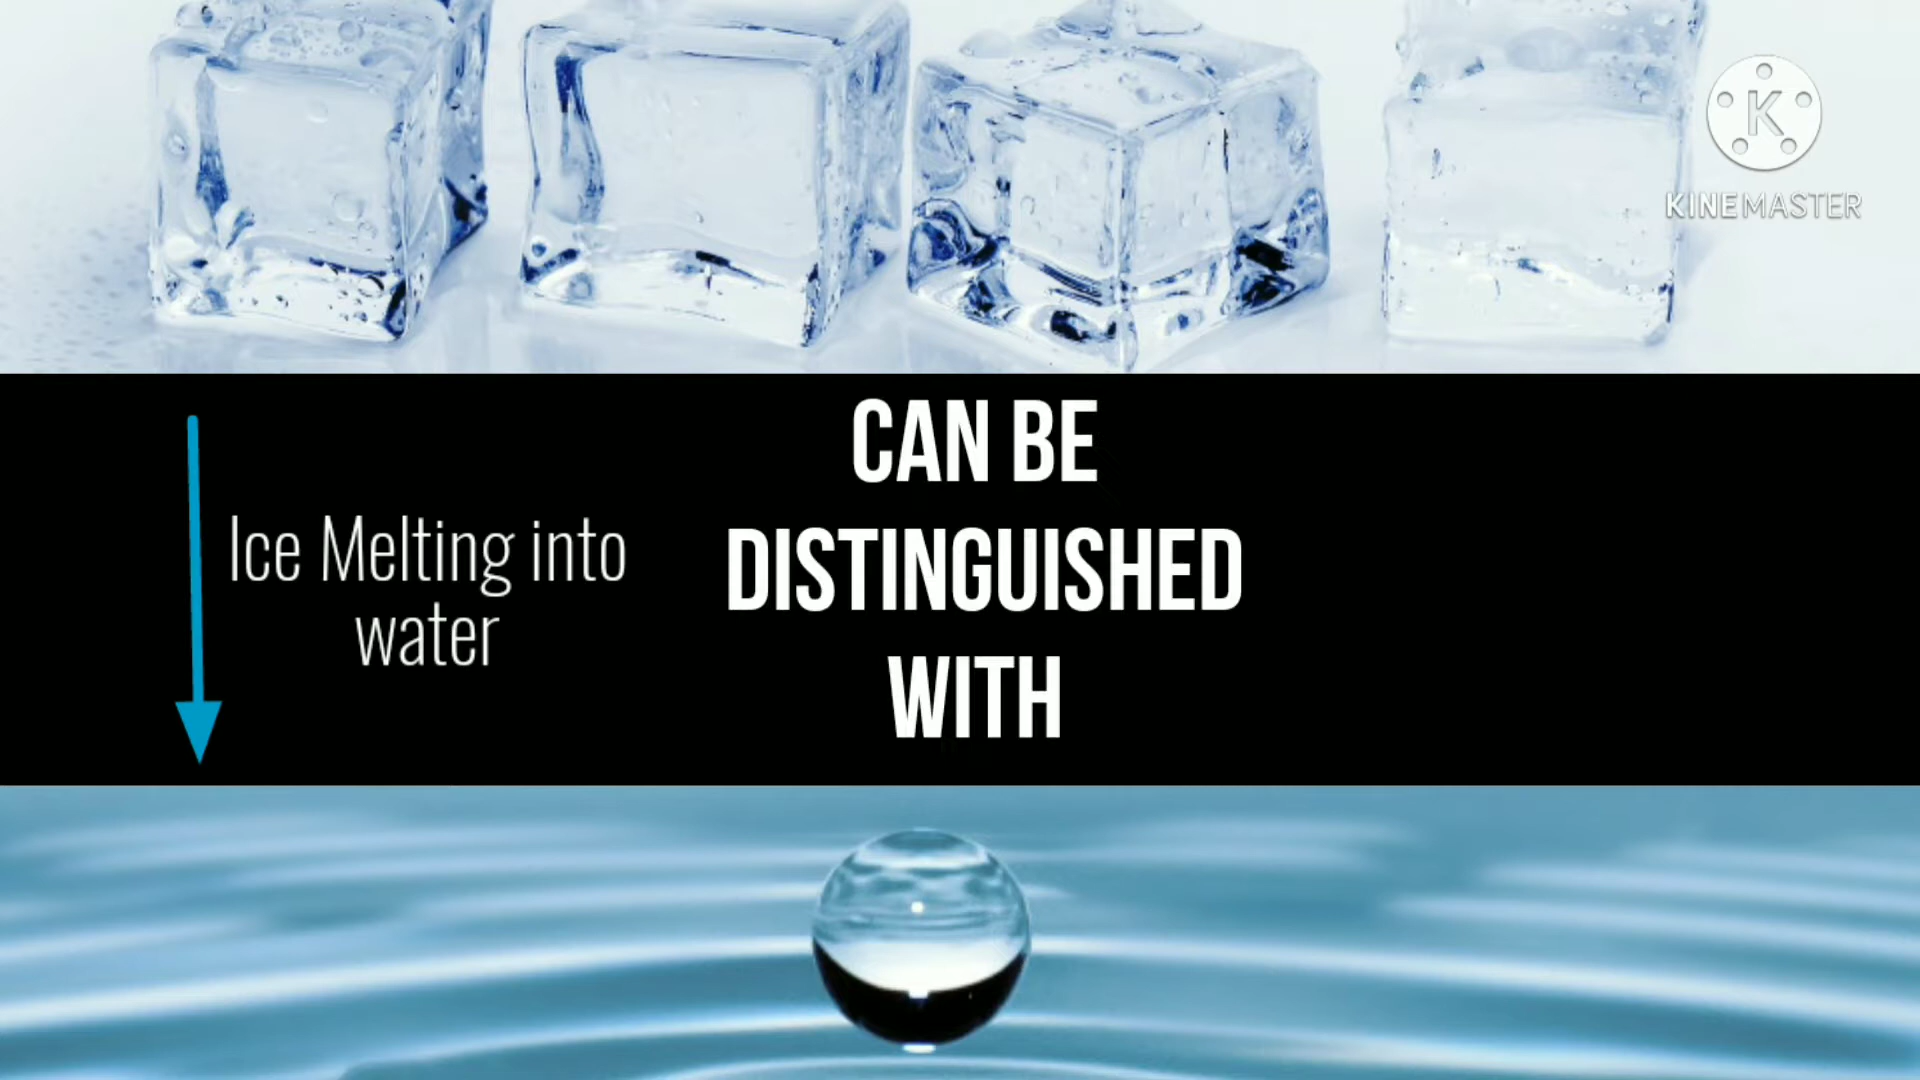 K
KINEMASTER
CAN BE
DISTINGUISHED
WITH
Ice Melting into
water